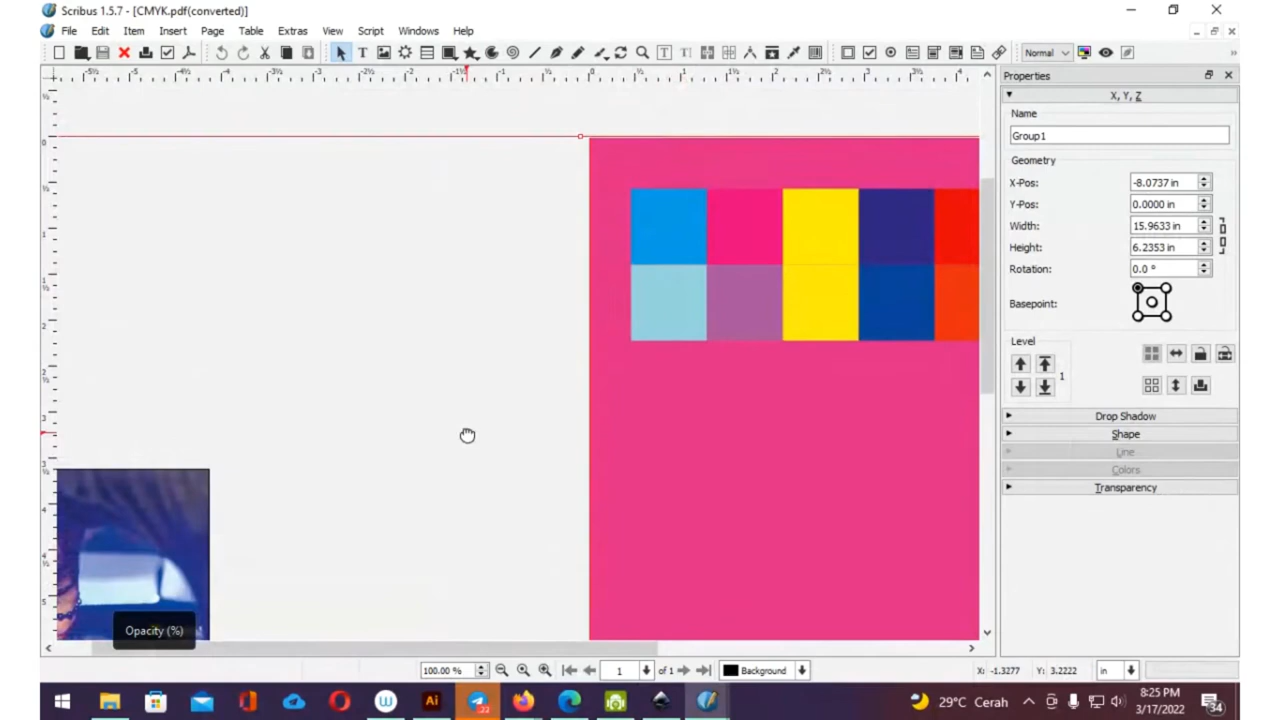 Scribus 1.5.7 - [CMYK.pdf(converted)]
File Edit Item Insert Page Table Extras View Script Windows Help
Normal
Properties
X, Y, Z
Name
Group1
Geometry
X-Pos: -8.0737 in
Y-Pos: 0.0000 in
Width: 15.9633 in
Height: 6.2353 in
Rotation: 0.0 °
Basepoint:
Level
1
Drop Shadow
Shape
Line
Colors
Transparency
Opacity (%)
100.00 % 1 of 1 Background X: -1.3277 Y: 3.2222 in
29°C Cerah
8:25 PM
3/17/2022
34